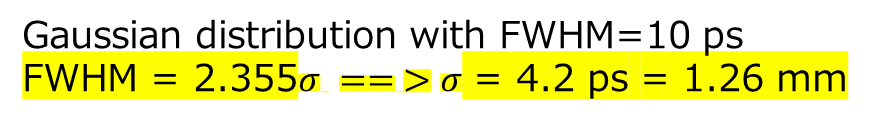 Gaussian distribution with FWHM=10 ps
FWHM = 2.355σ ==> σ = 4.2 ps = 1.26 mm